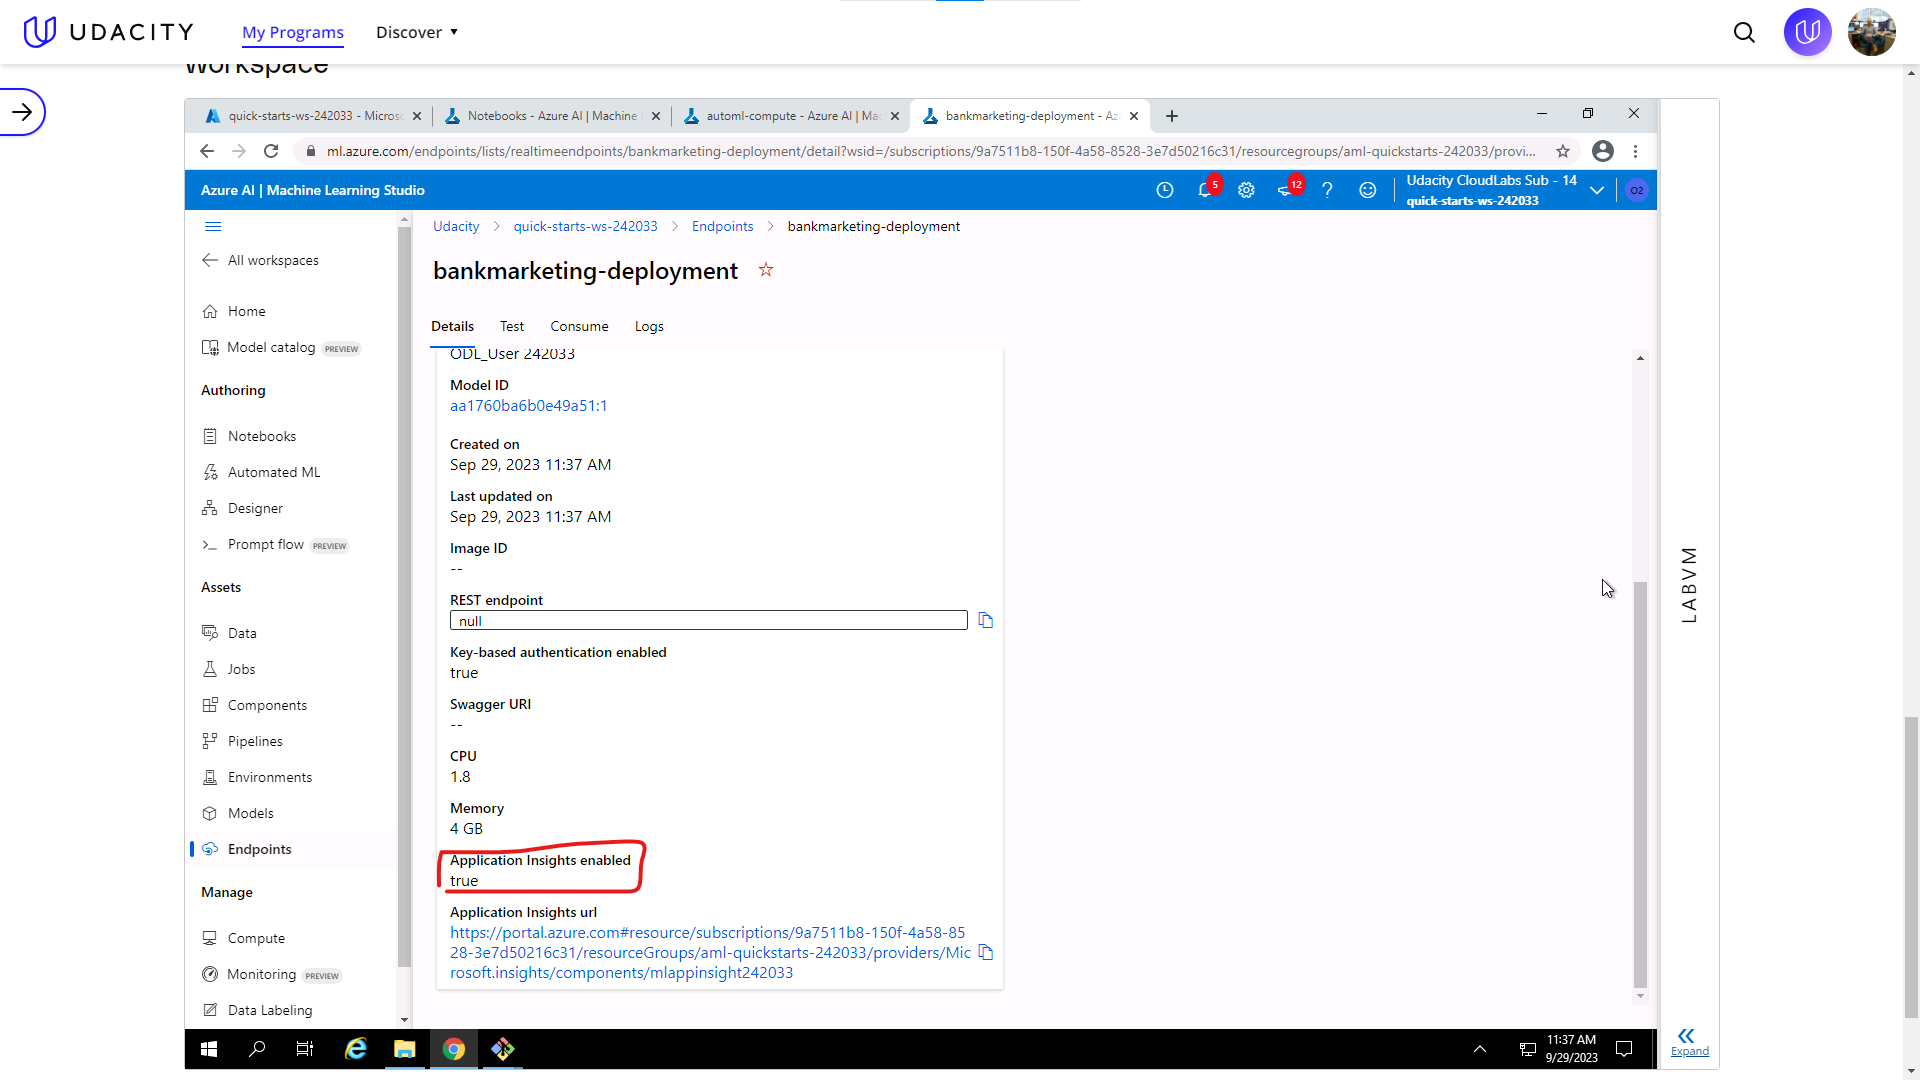 UDACITY
My Programs
Discover
Workspace
quick-starts-ws-242033 - Micros
Notebooks - Azure AI | Machine
automl-compute - Azure AI | Ma
bankmarketing-deployment - Az
ml.azure.com/endpoints/lists/realtimeendpoints/bankmarketing-deployment/detail?wsid=/subscriptions/9a7511b8-150f-4a58-8528-3e7d50216c31/resourcegroups/aml-quickstarts-242033/provi...
Azure AI | Machine Learning Studio
5
12
Udacity CloudLabs Sub - 14
quick-starts-ws-242033
O2
Udacity
quick-starts-ws-242033
Endpoints
bankmarketing-deployment
All workspaces
Home
Model catalog PREVIEW
Authoring
Notebooks
Automated ML
Designer
Prompt flow PREVIEW
Assets
Data
Jobs
Components
Pipelines
Environments
Models
Endpoints
Manage
Compute
Monitoring PREVIEW
Data Labeling
bankmarketing-deployment
Details
Test
Consume
Logs
ODL_User 242033
Model ID
aa1760ba6b0e49a51:1
Created on
Sep 29, 2023 11:37 AM
Last updated on
Sep 29, 2023 11:37 AM
Image ID
--
REST endpoint
null
Key-based authentication enabled
true
Swagger URI
--
CPU
1.8
Memory
4 GB
Application Insights enabled
true
Application Insights url
https://portal.azure.com#resource/subscriptions/9a7511b8-150f-4a58-85
28-3e7d50216c31/resourceGroups/aml-quickstarts-242033/providers/Mic
rosoft.insights/components/mlappinsight242033
LABVM
Expand
11:37 AM
9/29/2023